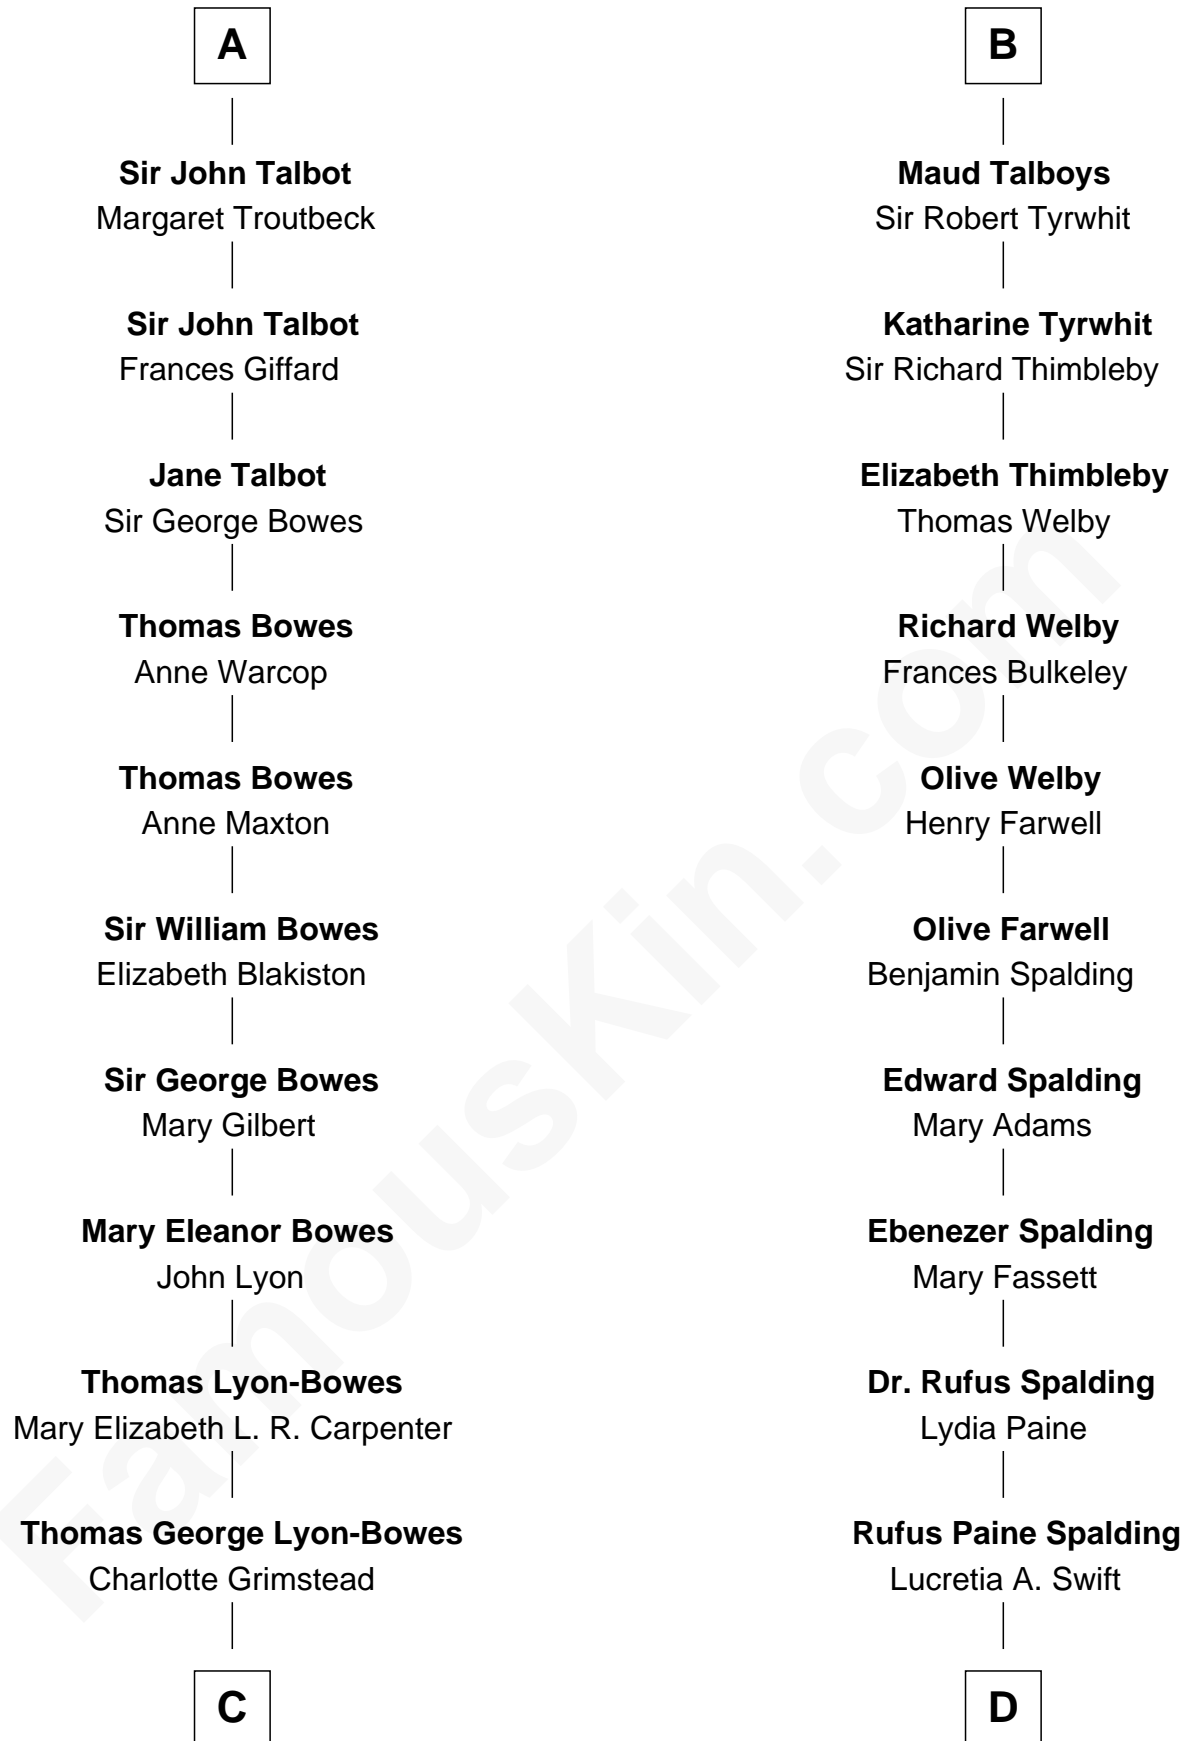 A
Sir John Talbot
Margaret Troutbeck
Sir John Talbot
Frances Giffard
Jane Talbot
Sir George Bowes
Thomas Bowes
Anne Warcop
Thomas Bowes
Anne Maxton
Sir William Bowes
Elizabeth Blakiston
Sir George Bowes
Mary Gilbert
Mary Eleanor Bowes
John Lyon
Thomas Lyon-Bowes
Mary Elizabeth L. R. Carpenter
Thomas George Lyon-Bowes
Charlotte Grimstead
C
B
Maud Talboys
Sir Robert Tyrwhit
Katharine Tyrwhit
Sir Richard Thimbleby
Elizabeth Thimbleby
Thomas Welby
Richard Welby
Frances Bulkeley
Olive Welby
Henry Farwell
Olive Farwell
Benjamin Spalding
Edward Spalding
Mary Adams
Ebenezer Spalding
Mary Fassett
Dr. Rufus Spalding
Lydia Paine
Rufus Paine Spalding
Lucretia A. Swift
D
FamousKin.com